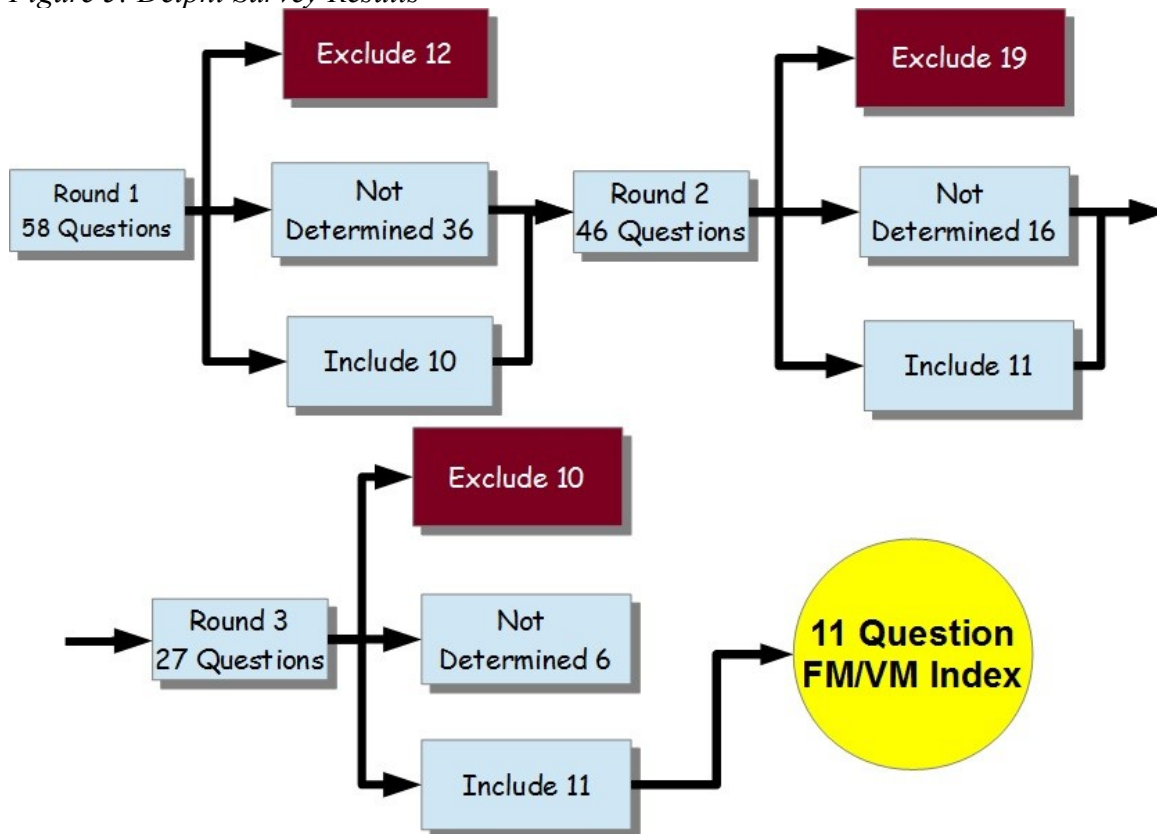 Exclude 12
Exclude 19
Round 1
58 Questions
Not
Determined 36
Round 2
46 Questions
Not
Determined 16
Include 10
Include 11
Exclude 10
Round 3
27 Questions
Not
Determined 6
11 Question
FM/VM Index
Include 11